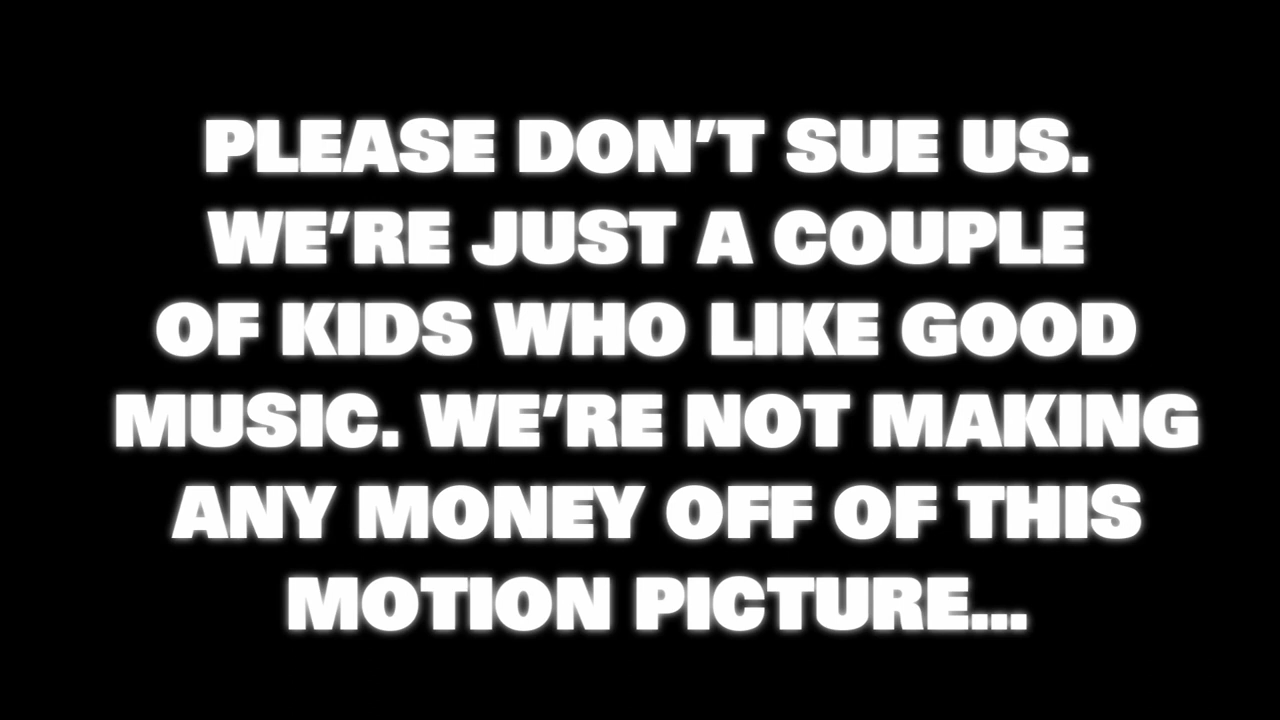 PLEASE DON'T SUE US.
WE'RE JUST A COUPLE
OF KIDS WHO LIKE GOOD
MUSIC. WE'RE NOT MAKING
ANY MONEY OFF OF THIS
MOTION PICTURE...